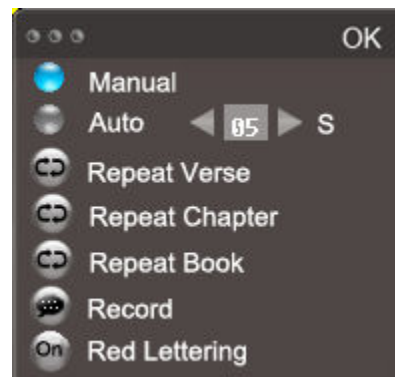 OK
Manual
Auto 05 S
Repeat Verse
Repeat Chapter
Repeat Book
Record
On Red Lettering